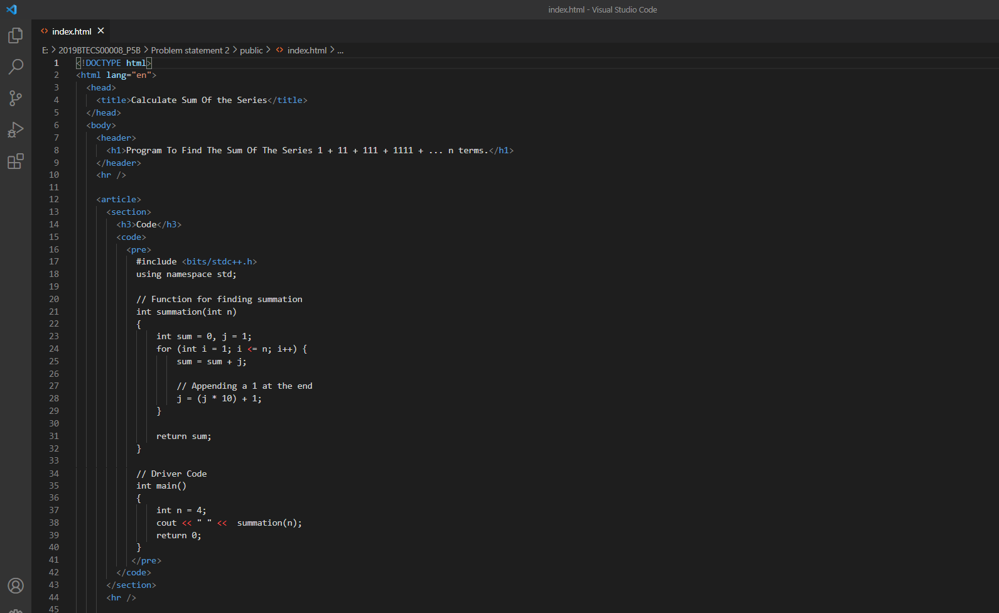 index.html - Visual Studio Code
index.html
E: 2019BTECS00008_P5B Problem statement 2 public index.html ...
1 <!DOCTYPE html>
2 <html lang="en">
3 <head>
4 <title>Calculate Sum Of the Series</title>
5 </head>
6 <body>
7 <header>
8 <h1>Program To Find The Sum Of The Series 1 + 11 + 111 + 1111 + ... n terms.</h1>
9 </header>
10 <hr />
11
12 <article>
13 <section>
14 <h3>Code</h3>
15 <code>
16 <pre>
17 #include <bits/stdc++.h>
18 using namespace std;
19
20 // Function for finding summation
21 int summation(int n)
22 {
23 int sum = 0, j = 1;
24 for (int i = 1; i <= n; i++) {
25 sum = sum + j;
26
27 // Appending a 1 at the end
28 j = (j * 10) + 1;
29 }
30
31 return sum;
32 }
33
34 // Driver Code
35 int main()
36 {
37 int n = 4;
38 cout << " " <<  summation(n);
39 return 0;
40 }
41 </pre>
42 </code>
43 </section>
44 <hr />
45